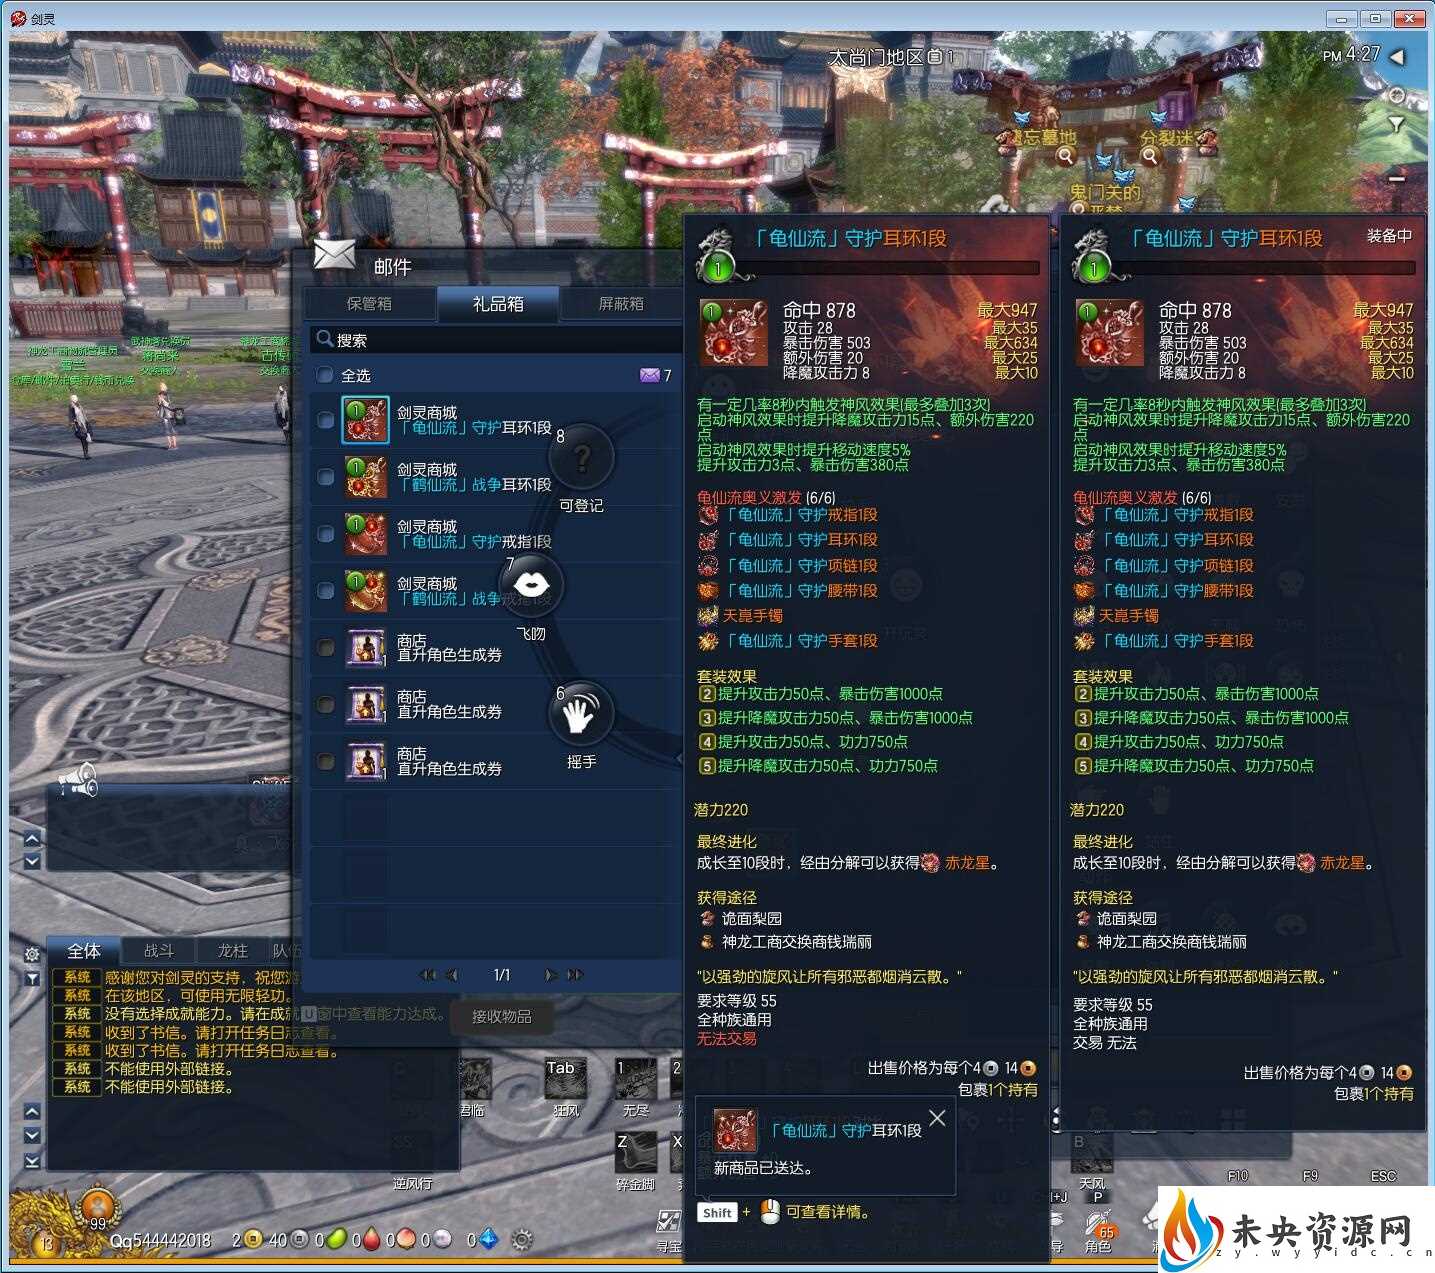 剑灵
太尚门地区 1
PM 4:27
遗忘墓地
分裂迷
鬼门关的
邮件
保管箱
礼品箱
屏蔽箱
搜索
全选
7
剑灵商城
「龟仙流」守护耳环1段
剑灵商城
「鹤仙流」战争耳环1段
剑灵商城
「龟仙流」守护戒指1段
剑灵商城
「鹤仙流」战争戒指1段
商店
直升角色生成券
商店
直升角色生成券
商店
直升角色生成券
1/1
接收物品
8
可登记
7
飞吻
6
摇手
「龟仙流」守护耳环1段
1
命中 878 最大947
攻击 28 最大35
暴击伤害 503 最大634
额外伤害 20 最大25
降魔攻击力 8 最大10
有一定几率8秒内触发神风效果(最多叠加3次)
启动神风效果时提升降魔攻击力15点、额外伤害220
点
启动神风效果时提升移动速度5%
提升攻击力3点、暴击伤害380点
龟仙流奥义激发 (6/6)
「龟仙流」守护戒指1段
「龟仙流」守护耳环1段
「龟仙流」守护项链1段
「龟仙流」守护腰带1段
天崑手镯
「龟仙流」守护手套1段
套装效果
2 提升攻击力50点、暴击伤害1000点
3 提升降魔攻击力50点、暴击伤害1000点
4 提升攻击力50点、功力750点
5 提升降魔攻击力50点、功力750点
潜力220
最终进化
成长至10段时，经由分解可以获得 赤龙星。
获得途径
诡面梨园
神龙工商交换商钱瑞丽
"以强劲的旋风让所有邪恶都烟消云散。"
要求等级 55
全种族通用
无法交易
出售价格为每个4 14
包裹1个持有
「龟仙流」守护耳环1段
新商品已送达。
Shift + 可查看详情。
「龟仙流」守护耳环1段
装备中
1
命中 878 最大947
攻击 28 最大35
暴击伤害 503 最大634
额外伤害 20 最大25
降魔攻击力 8 最大10
有一定几率8秒内触发神风效果(最多叠加3次)
启动神风效果时提升降魔攻击力15点、额外伤害220
点
启动神风效果时提升移动速度5%
提升攻击力3点、暴击伤害380点
龟仙流奥义激发 (6/6)
「龟仙流」守护戒指1段
「龟仙流」守护耳环1段
「龟仙流」守护项链1段
「龟仙流」守护腰带1段
天崑手镯
「龟仙流」守护手套1段
套装效果
2 提升攻击力50点、暴击伤害1000点
3 提升降魔攻击力50点、暴击伤害1000点
4 提升攻击力50点、功力750点
5 提升降魔攻击力50点、功力750点
潜力220
最终进化
成长至10段时，经由分解可以获得 赤龙星。
获得途径
诡面梨园
神龙工商交换商钱瑞丽
"以强劲的旋风让所有邪恶都烟消云散。"
要求等级 55
全种族通用
交易 无法
出售价格为每个4 14
包裹1个持有
全体
战斗
龙柱
队伍
系统 感谢您对剑灵的支持，祝您游
系统 在该地区，可使用无限轻功。
系统 没有选择成就能力。请在成就U窗中查看能力达成。
系统 收到了书信。请打开任务日志查看。
系统 收到了书信。请打开任务日志查看。
系统 不能使用外部链接。
系统 不能使用外部链接。
君临
Tab
狂风
1
无尽
2
Z
碎金脚
X
逆风行
B
天风
F10
F9
ESC
P
角色
65
寻宝
99
13
Qq544442018
2 40 0 0 0 0 0
未央资源网
zy.wyyidc.cn